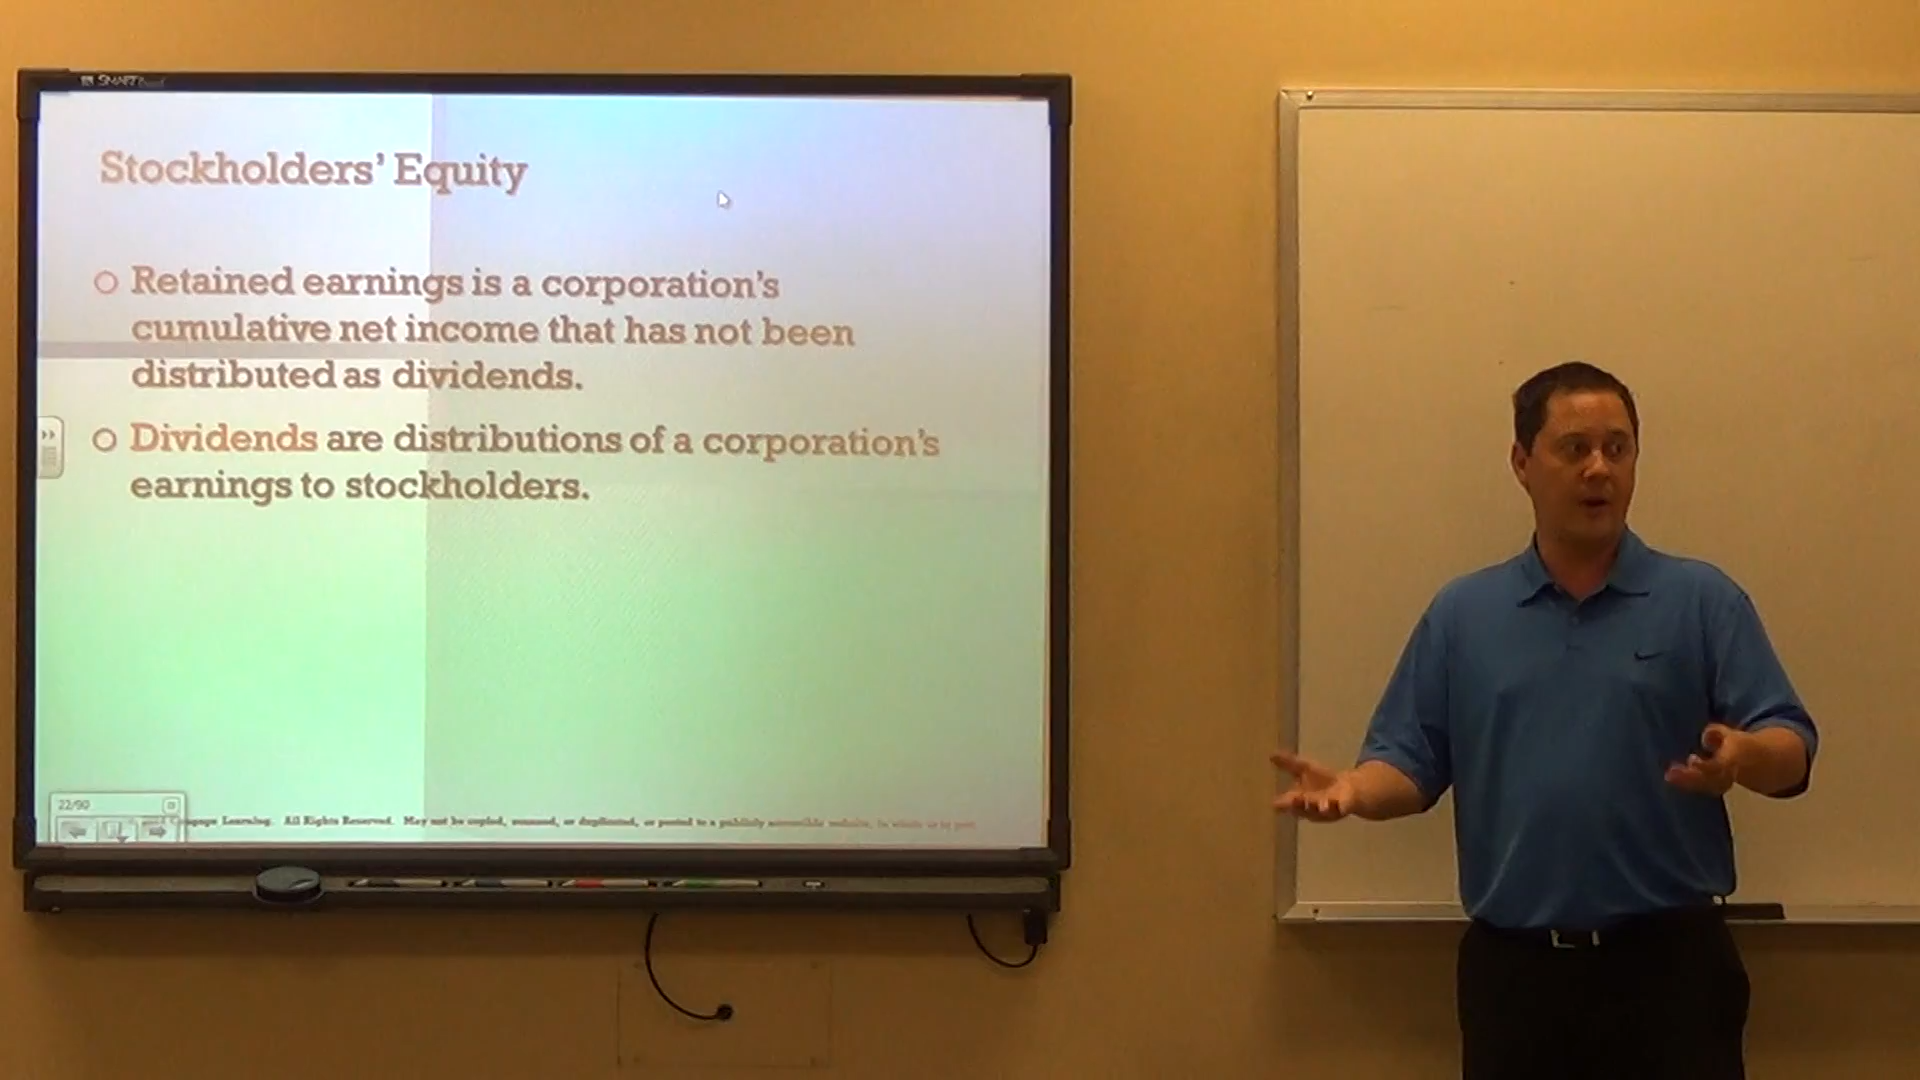 SMART
Stockholders’ Equity
Retained earnings is a corporation’s
cumulative net income that has not been
distributed as dividends.
Dividends are distributions of a corporation’s
earnings to stockholders.
22/90
Learning. All Rights Reserved. May not be copied, scanned, or duplicated, or posted to a publicly accessible website, in whole or in part.